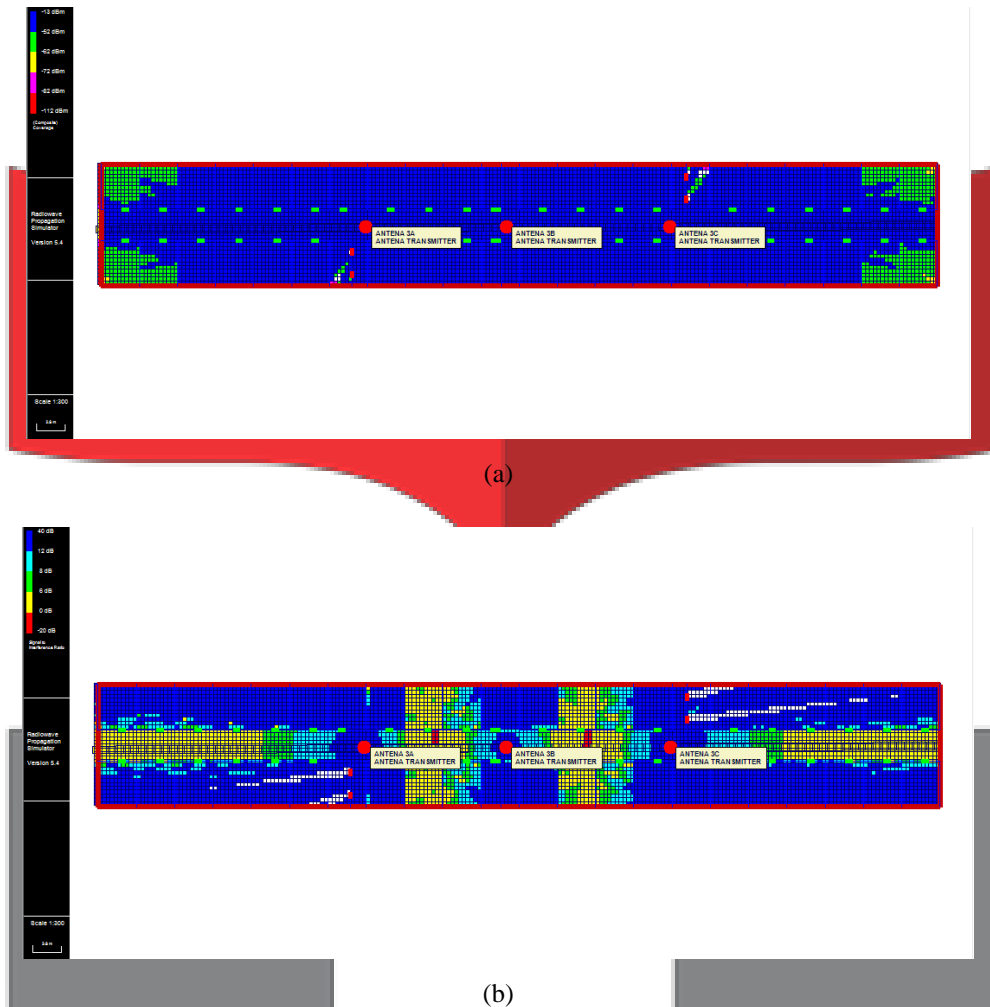 -13 dBm
-52 dBm
-62 dBm
-72 dBm
-82 dBm
-112 dBm
(Composite)
Coverage
Radiowave
Propagation
Simulator
Version 5.4
ANTENA 3A
ANTENA TRANSMITTER
ANTENA 3B
ANTENA TRANSMITTER
ANTENA 3C
ANTENA TRANSMITTER
Scale 1:300
(a)
40 dB
12 dB
8 dB
6 dB
0 dB
-20 dB
Signal to
Interference Ratio
Radiowave
Propagation
Simulator
Version 5.4
ANTENA 3A
ANTENA TRANSMITTER
ANTENA 3B
ANTENA TRANSMITTER
ANTENA 3C
ANTENA TRANSMITTER
Scale 1:300
(b)